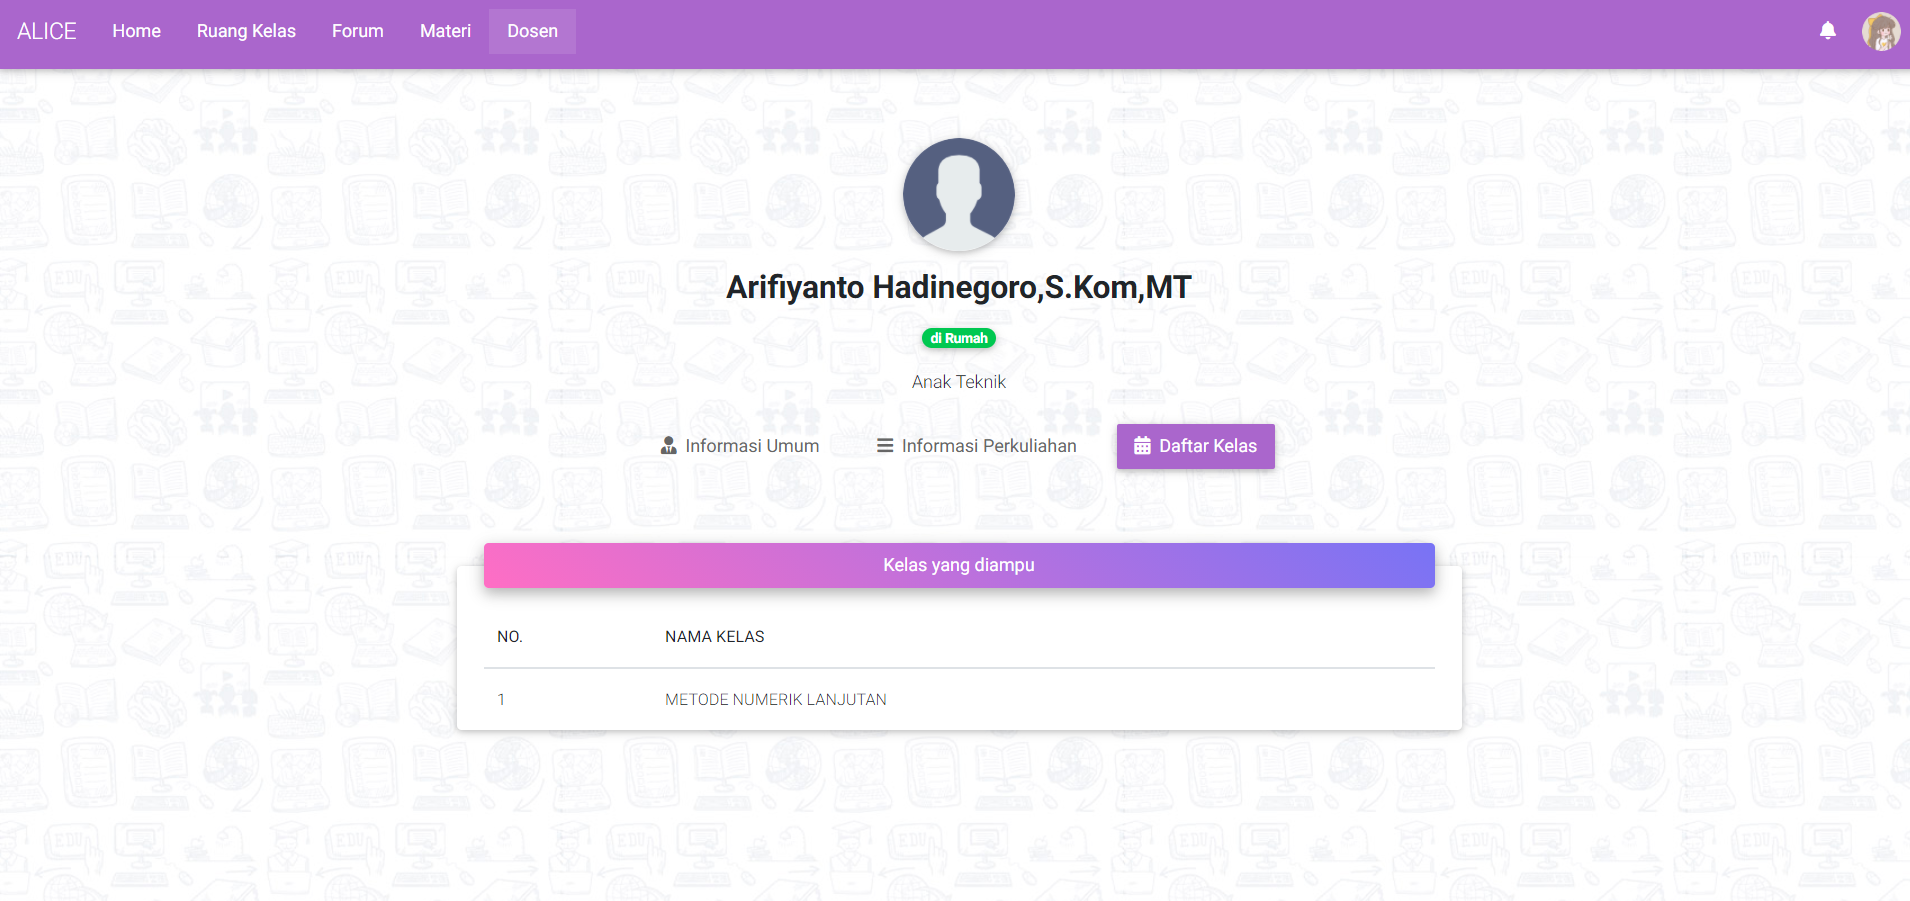 ALICE Home Ruang Kelas Forum Materi Dosen
Arifiyanto Hadinegoro,S.Kom,MT
di Rumah
Anak Teknik
Informasi Umum Informasi Perkuliahan Daftar Kelas
Kelas yang diampu
NO. NAMA KELAS
1 METODE NUMERIK LANJUTAN